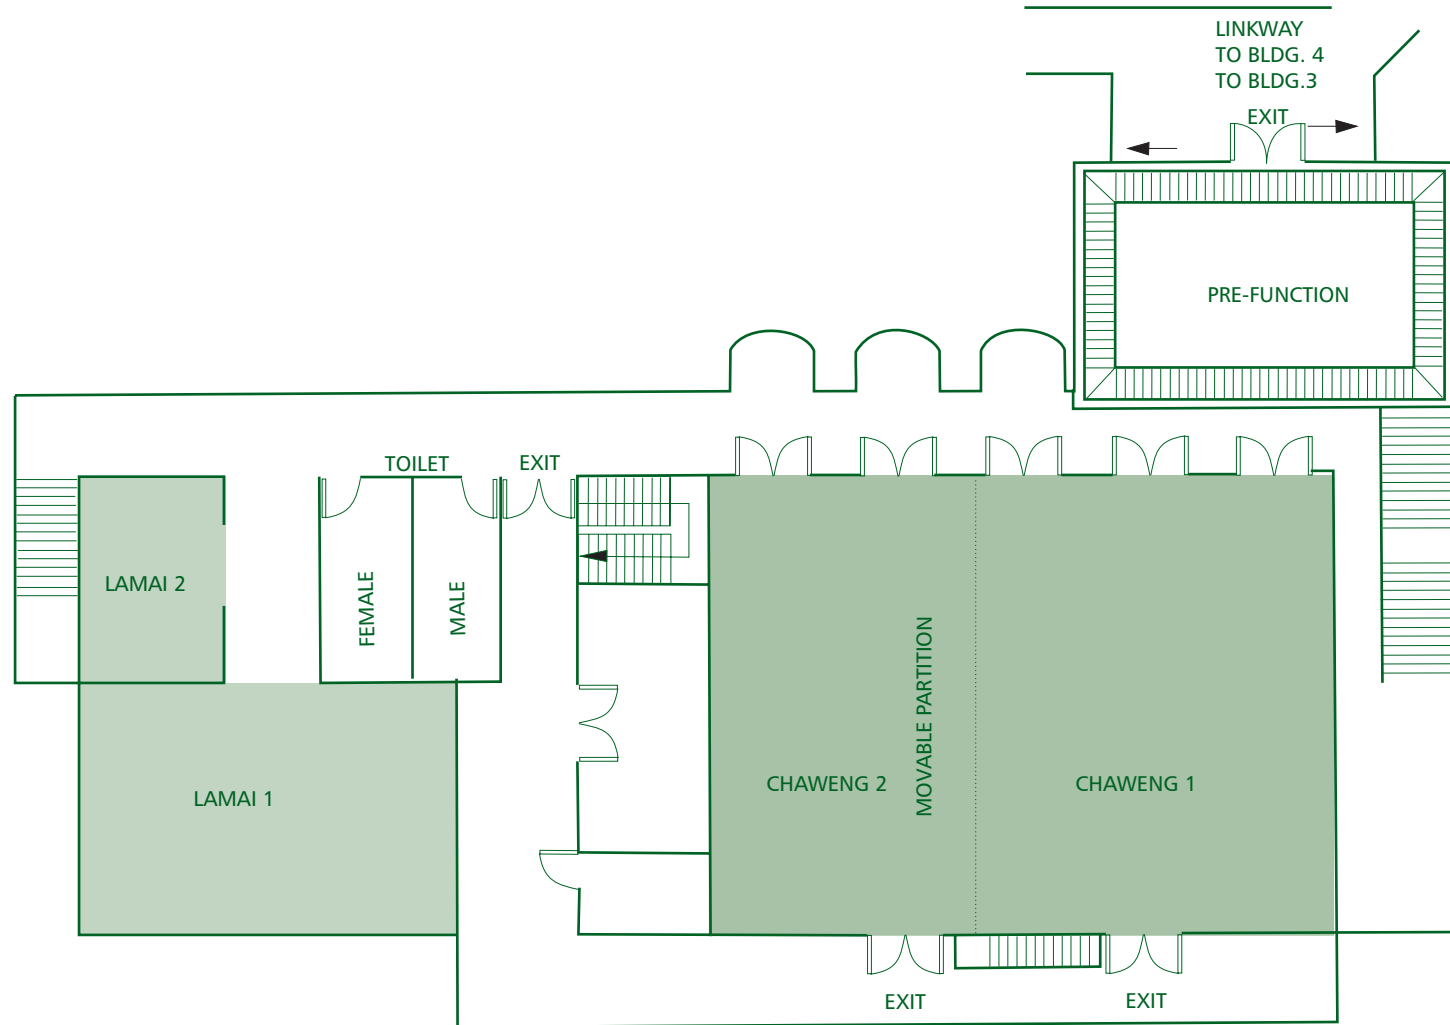 LINKWAY
TO BLDG. 4
TO BLDG.3
EXIT
PRE-FUNCTION
TOILET
EXIT
LAMAI 2
FEMALE
MALE
MOVABLE PARTITION
CHAWENG 2
CHAWENG 1
LAMAI 1
EXIT
EXIT